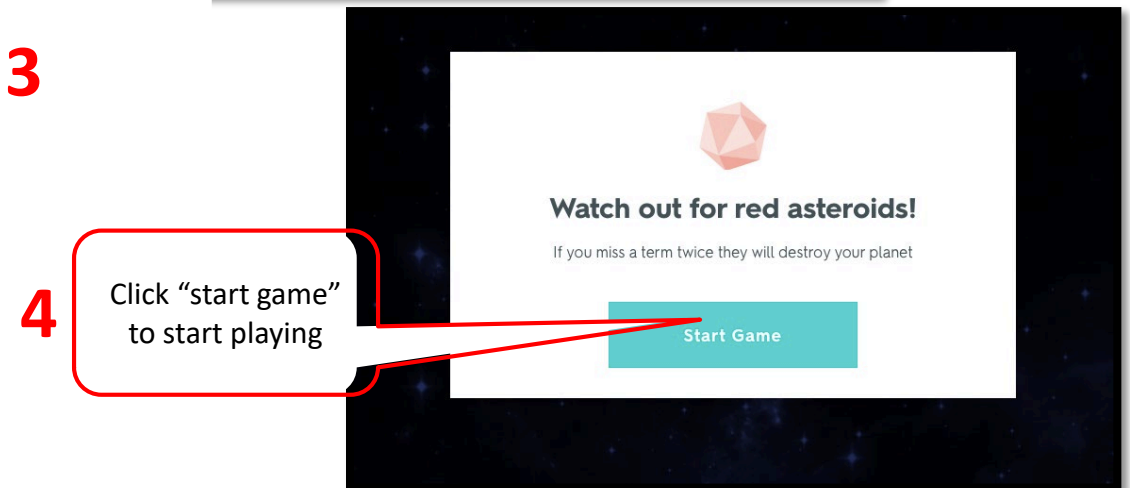 3
Watch out for red asteroids!
If you miss a term twice they will destroy your planet
4
Click “start game”
to start playing
Start Game